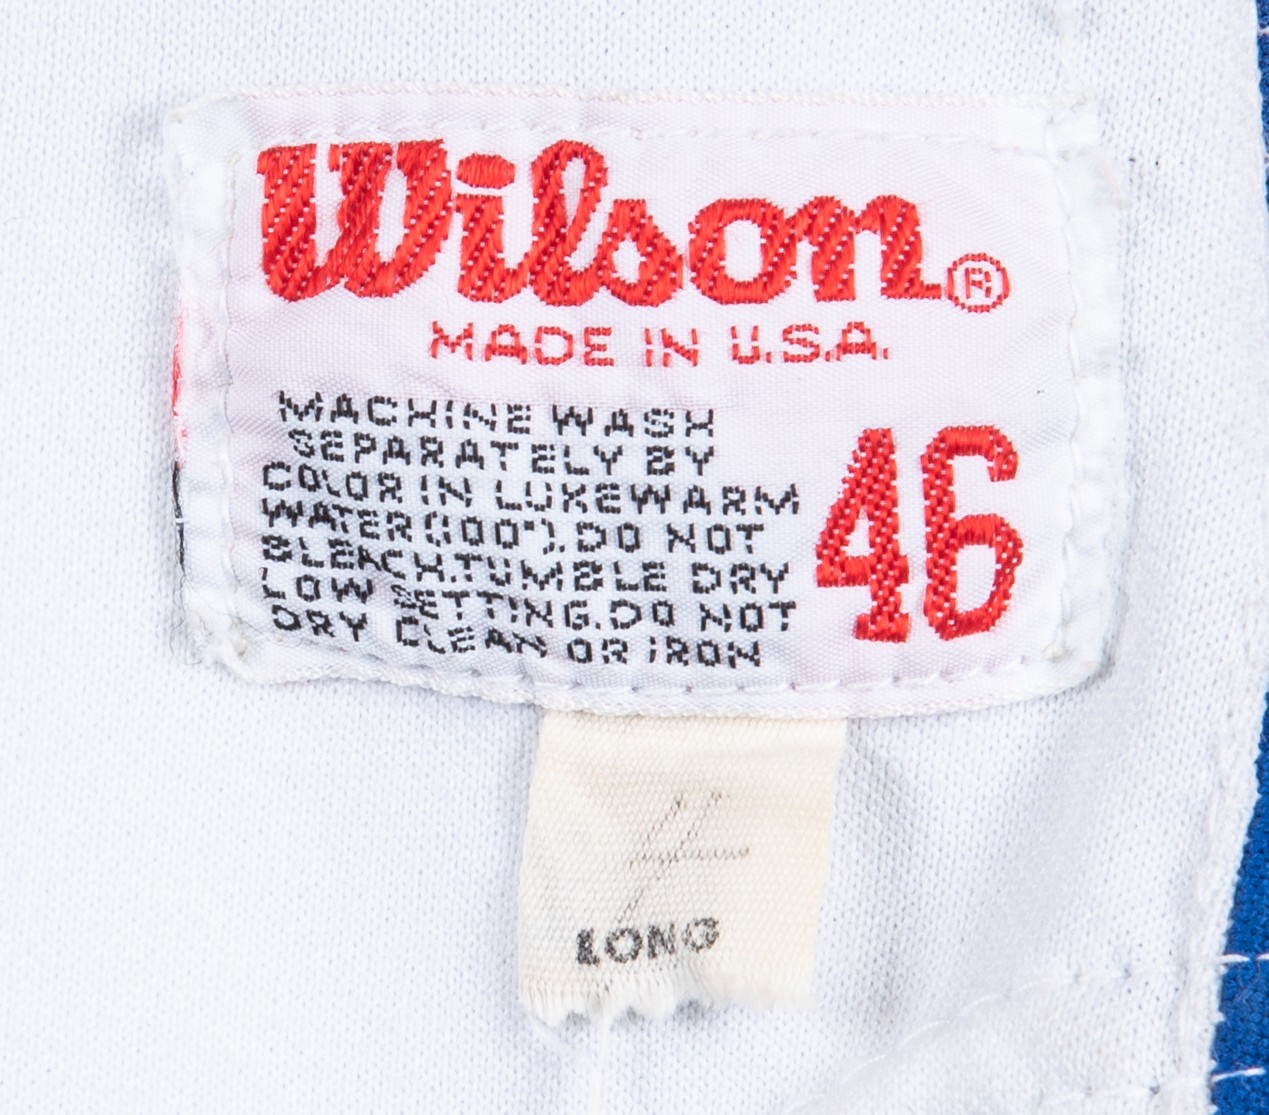 Wilson®
MADE IN U.S.A.
MACHINE WASH
SEPARATELY BY
COLOR IN LUKEWARM
WATER (100°). DO NOT
BLEACH. TUMBLE DRY
LOW SETTING. DO NOT
DRY CLEAN OR IRON
46
LONG